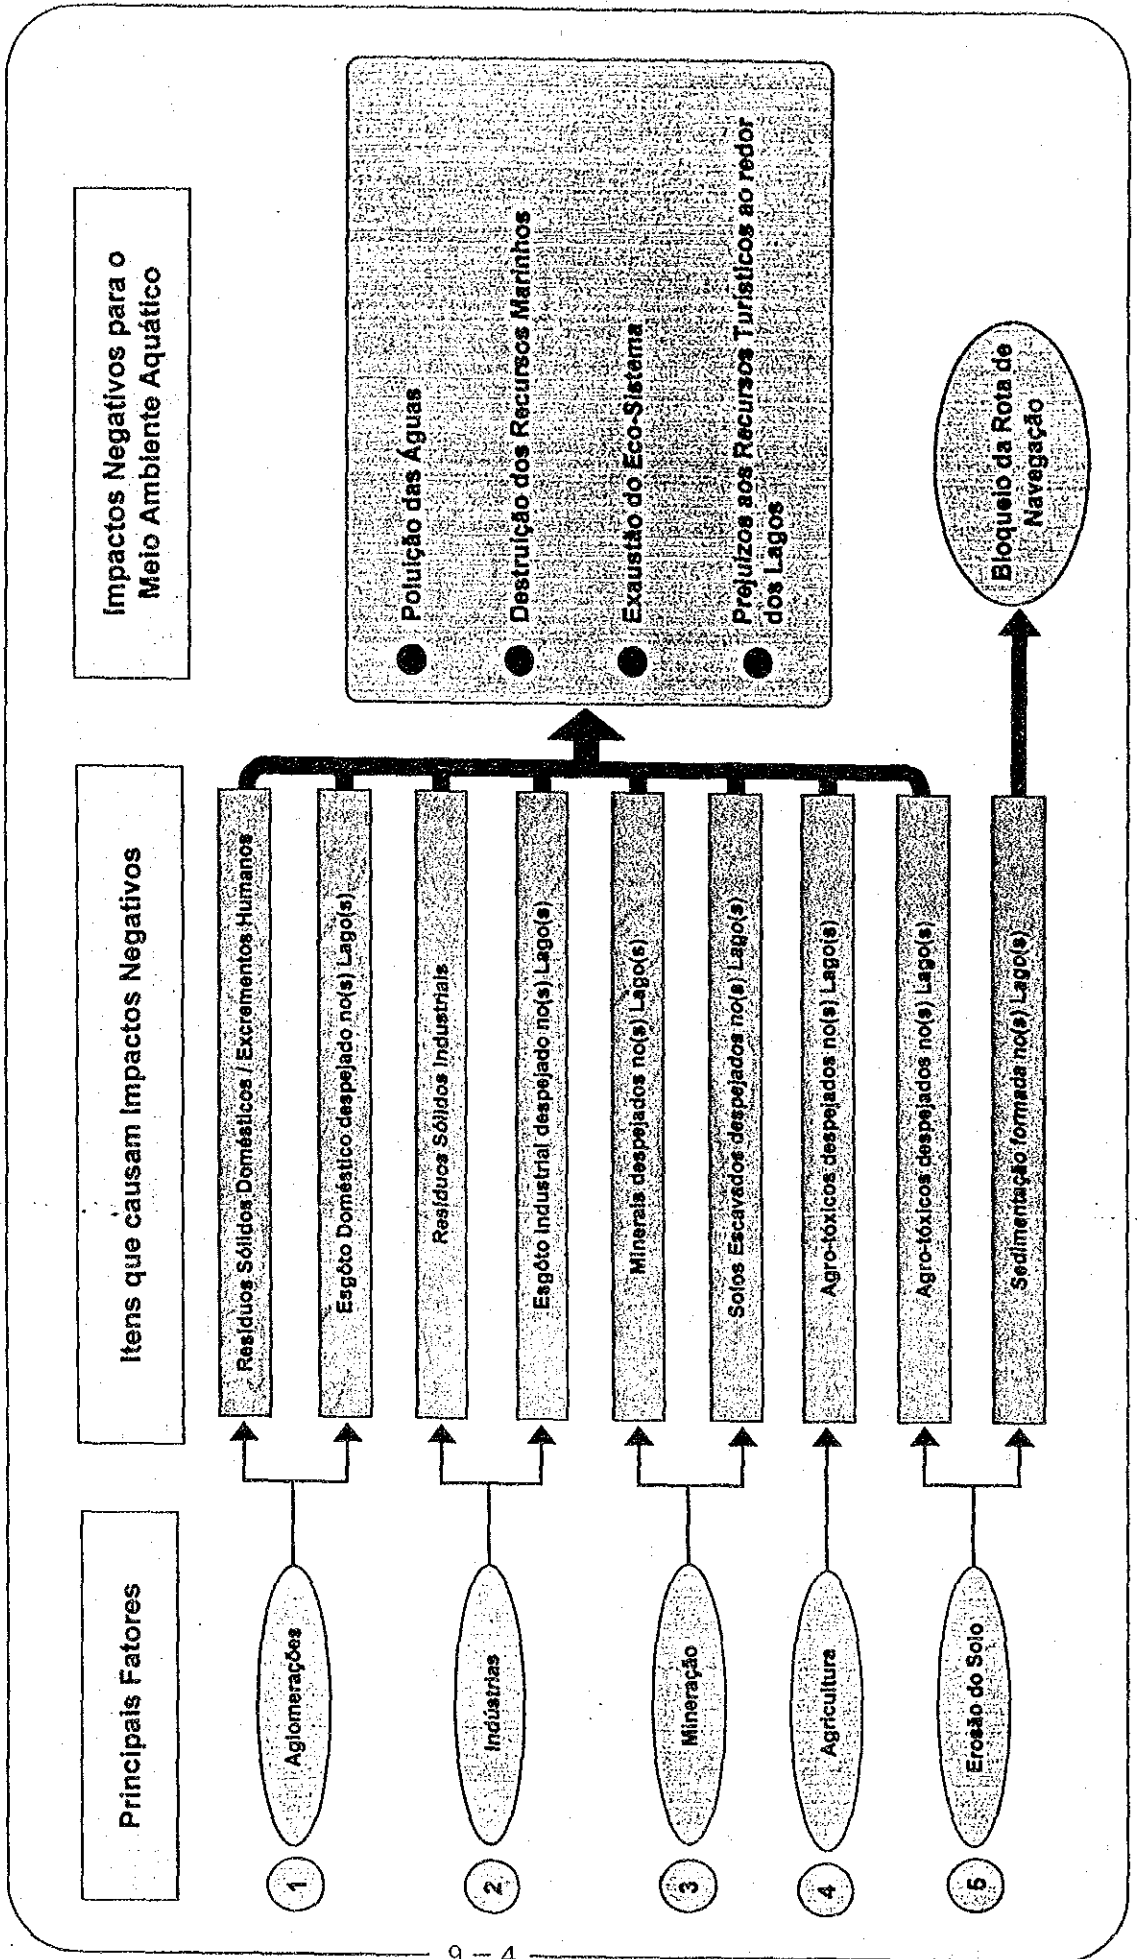 Principais Fatores
Itens que causam Impactos Negativos
Impactos Negativos para o
Meio Ambiente Aquático
1
Aglomerações
Resíduos Sólidos Domésticos / Excrementos Humanos
Esgôto Doméstico despejado no(s) Lago(s)
2
Indústrias
Resíduos Sólidos Industriais
Esgôto Industrial despejado no(s) Lago(s)
3
Mineração
Minerais despejados no(s) Lago(s)
Solos Escavados despejados no(s) Lago(s)
4
Agricultura
Agro-tóxicos despejados no(s) Lago(s)
5
Erosão do Solo
Agro-tóxicos despejados no(s) Lago(s)
Sedimentação formada no(s) Lago(s)
Poluição das Águas
Destruição dos Recursos Marinhos
Exaustão do Eco-Sistema
Prejuízos aos Recursos Turísticos ao redor
dos Lagos
Bloqueio da Rota de
Navegação
9 - 4